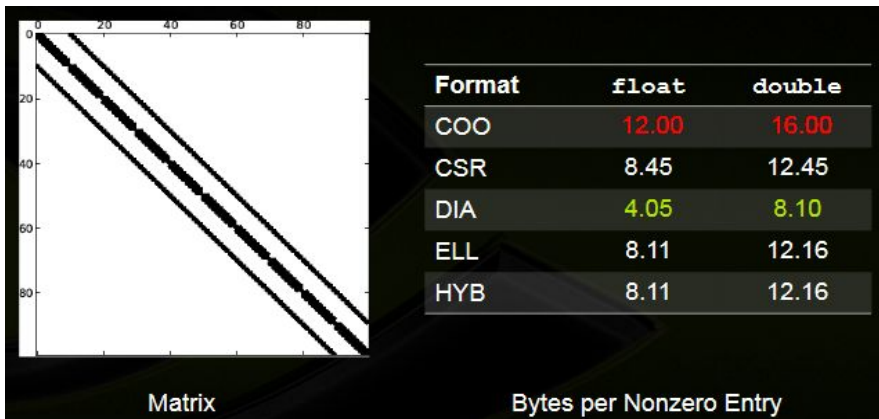 0 20 40 60 80
0
20
40
60
80
Format float double
COO 12.00 16.00
CSR 8.45 12.45
DIA 4.05 8.10
ELL 8.11 12.16
HYB 8.11 12.16
Matrix
Bytes per Nonzero Entry